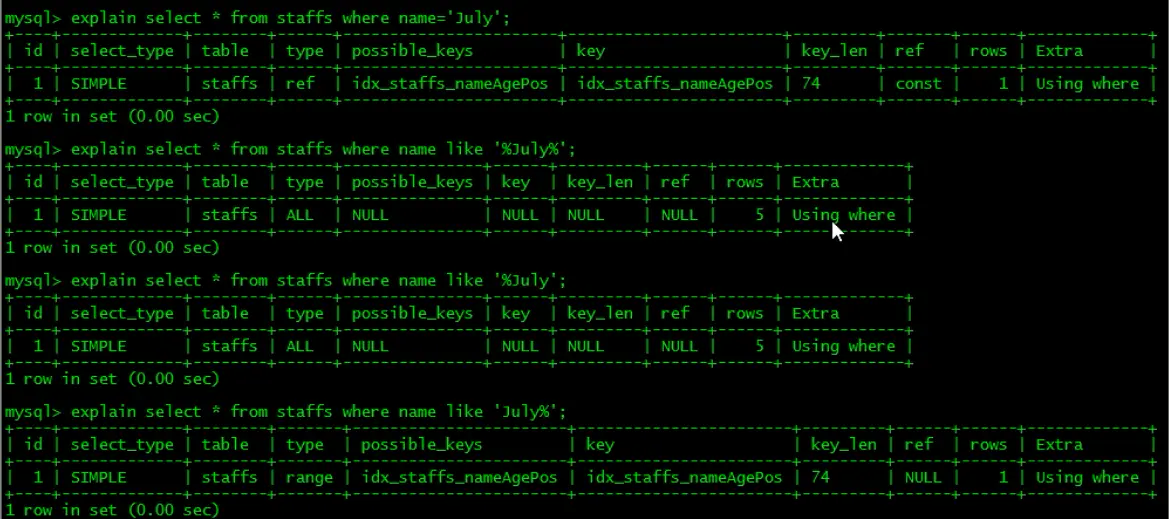 mysql> explain select * from staffs where name='July';
+----+-------------+--------+------+----------------------+----------------------+---------+-------+------+-------------+
| id | select_type | table | type | possible_keys | key | key_len | ref | rows | Extra |
+----+-------------+--------+------+----------------------+----------------------+---------+-------+------+-------------+
| 1 | SIMPLE | staffs | ref | idx_staffs_nameAgePos | idx_staffs_nameAgePos | 74 | const | 1 | Using where |
+----+-------------+--------+------+----------------------+----------------------+---------+-------+------+-------------+
1 row in set (0.00 sec)
mysql> explain select * from staffs where name like '%July%';
+----+-------------+--------+------+---------------+------+---------+------+------+-------------+
| id | select_type | table | type | possible_keys | key | key_len | ref | rows | Extra |
+----+-------------+--------+------+---------------+------+---------+------+------+-------------+
| 1 | SIMPLE | staffs | ALL | NULL | NULL | NULL | NULL | 5 | Using where |
+----+-------------+--------+------+---------------+------+---------+------+------+-------------+
1 row in set (0.00 sec)
mysql> explain select * from staffs where name like '%July';
+----+-------------+--------+------+---------------+------+---------+------+------+-------------+
| id | select_type | table | type | possible_keys | key | key_len | ref | rows | Extra |
+----+-------------+--------+------+---------------+------+---------+------+------+-------------+
| 1 | SIMPLE | staffs | ALL | NULL | NULL | NULL | NULL | 5 | Using where |
+----+-------------+--------+------+---------------+------+---------+------+------+-------------+
1 row in set (0.00 sec)
mysql> explain select * from staffs where name like 'July%';
+----+-------------+--------+-------+-----------------------+-----------------------+---------+------+------+-------------+
| id | select_type | table | type | possible_keys | key | key_len | ref | rows | Extra |
+----+-------------+--------+-------+-----------------------+-----------------------+---------+------+------+-------------+
| 1 | SIMPLE | staffs | range | idx_staffs_nameAgePos | idx_staffs_nameAgePos | 74 | NULL | 1 | Using where |
+----+-------------+--------+-------+-----------------------+-----------------------+---------+------+------+-------------+
1 row in set (0.00 sec)